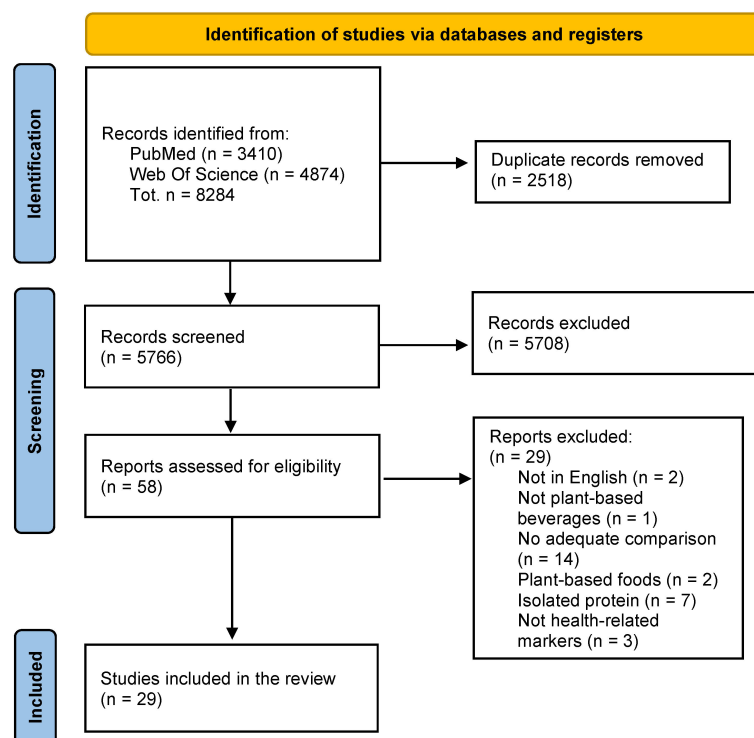 Identification of studies via databases and registers
Identification
Records identified from:
PubMed (n = 3410)
Web Of Science (n = 4874)
Tot. n = 8284
Duplicate records removed
(n = 2518)
Screening
Records screened
(n = 5766)
Records excluded
(n = 5708)
Reports assessed for eligibility
(n = 58)
Reports excluded:
(n = 29)
Not in English (n = 2)
Not plant-based
beverages (n = 1)
No adequate comparison
(n = 14)
Plant-based foods (n = 2)
Isolated protein (n = 7)
Not health-related
markers (n = 3)
Included
Studies included in the review
(n = 29)